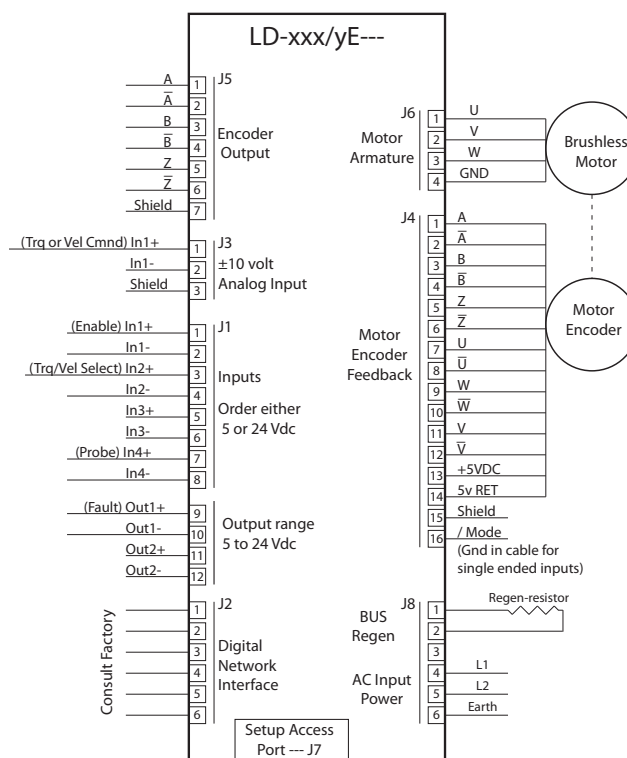 LD-xxx/yE---
J5
Encoder
Output
A 1
A̅ 2
B 3
B̅ 4
Z 5
Z̅ 6
Shield 7
J3
±10 volt
Analog Input
(Trq or Vel Cmnd) In1+ 1
In1- 2
Shield 3
J1
Inputs
Order either
5 or 24 Vdc
(Enable) In1+ 1
In1- 2
(Trq/Vel Select) In2+ 3
In2- 4
In3+ 5
In3- 6
(Probe) In4+ 7
In4- 8
Output range
5 to 24 Vdc
(Fault) Out1+ 9
Out1- 10
Out2+ 11
Out2- 12
J2
Digital
Network
Interface
Consult Factory
1
2
3
4
5
6
Setup Access
Port --- J7
J6
Motor
Armature
1 U
2 V
3 W
4 GND
Brushless
Motor
J4
Motor
Encoder
Feedback
1 A
2 A̅
3 B
4 B̅
5 Z
6 Z̅
7 U
8 U̅
9 W
10 W̅
11 V
12 V̅
13 +5VDC
14 5v RET
15 Shield
16 / Mode
(Gnd in cable for
single ended inputs)
Motor
Encoder
J8
BUS
Regen
AC Input
Power
1
2
3
4 L1
5 L2
6 Earth
Regen-resistor